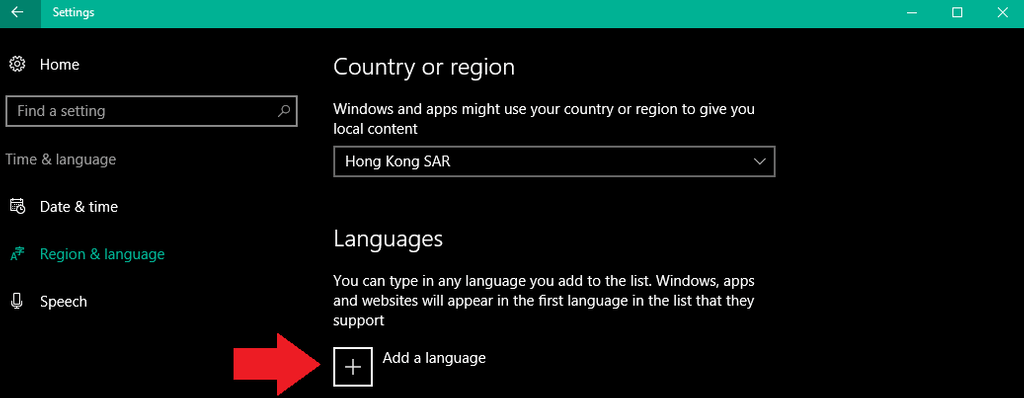 Settings
Home
Find a setting
Time & language
Date & time
Region & language
Speech
Country or region
Windows and apps might use your country or region to give you
local content
Hong Kong SAR
Languages
You can type in any language you add to the list. Windows, apps
and websites will appear in the first language in the list that they
support
Add a language